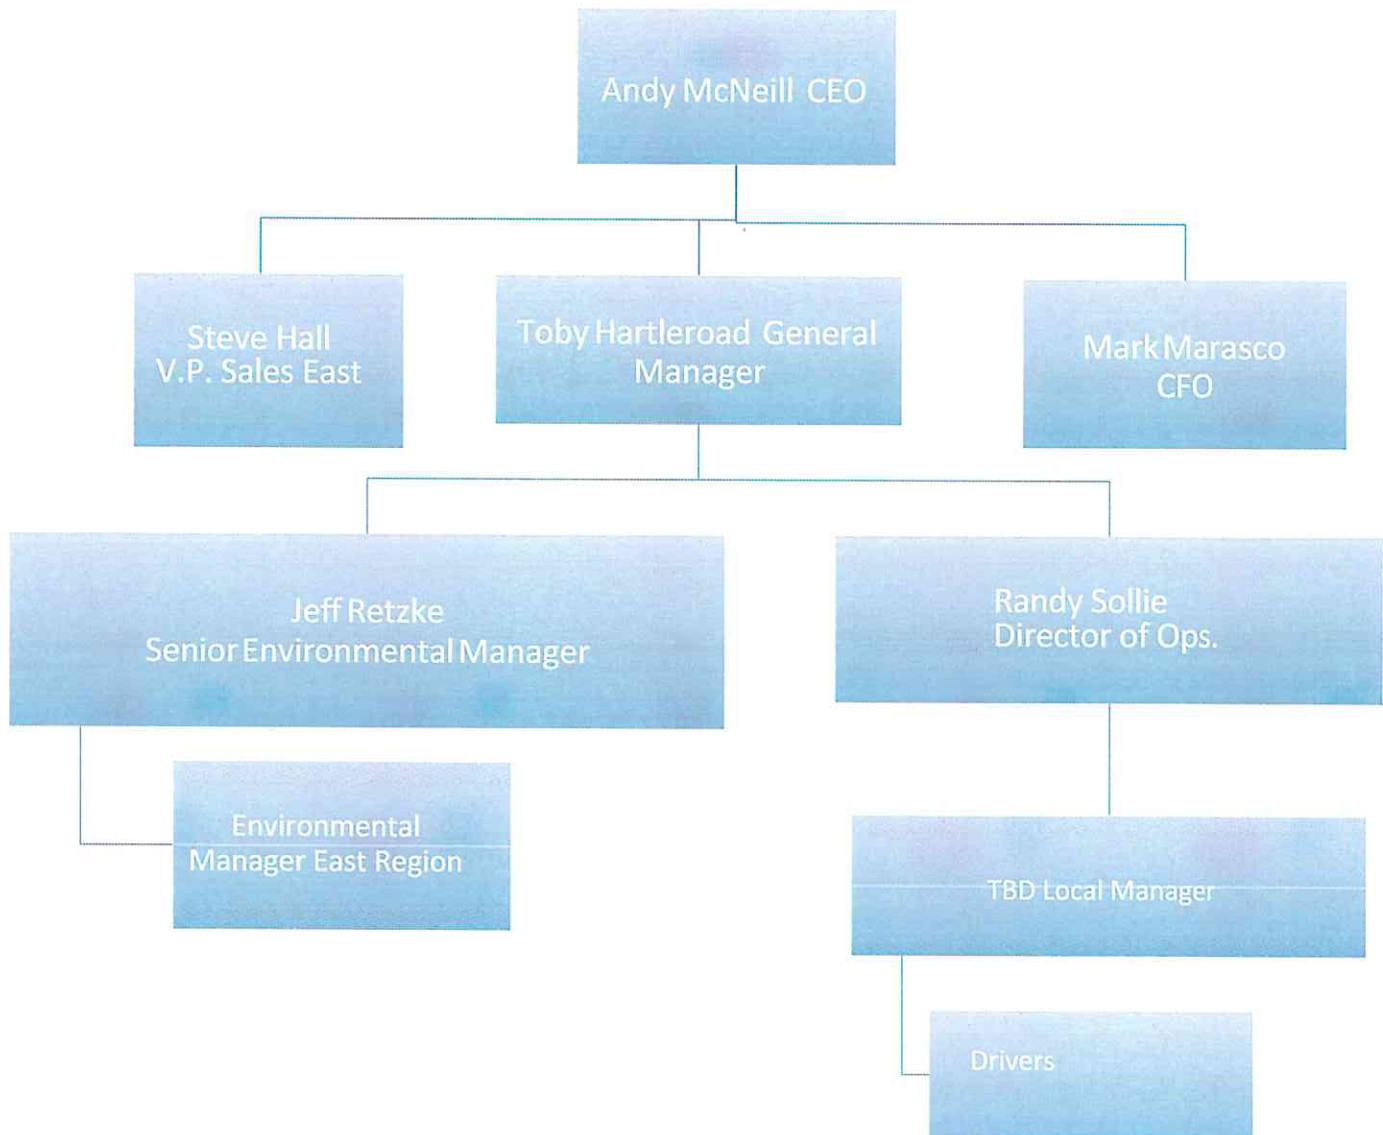 Andy McNeill CEO
Steve Hall
V.P. Sales East
Toby Hartleroad General
Manager
Mark Marasco
CFO
Jeff Retzke
Senior Environmental Manager
Randy Sollie
Director of Ops.
Environmental
Manager East Region
TBD Local Manager
Drivers